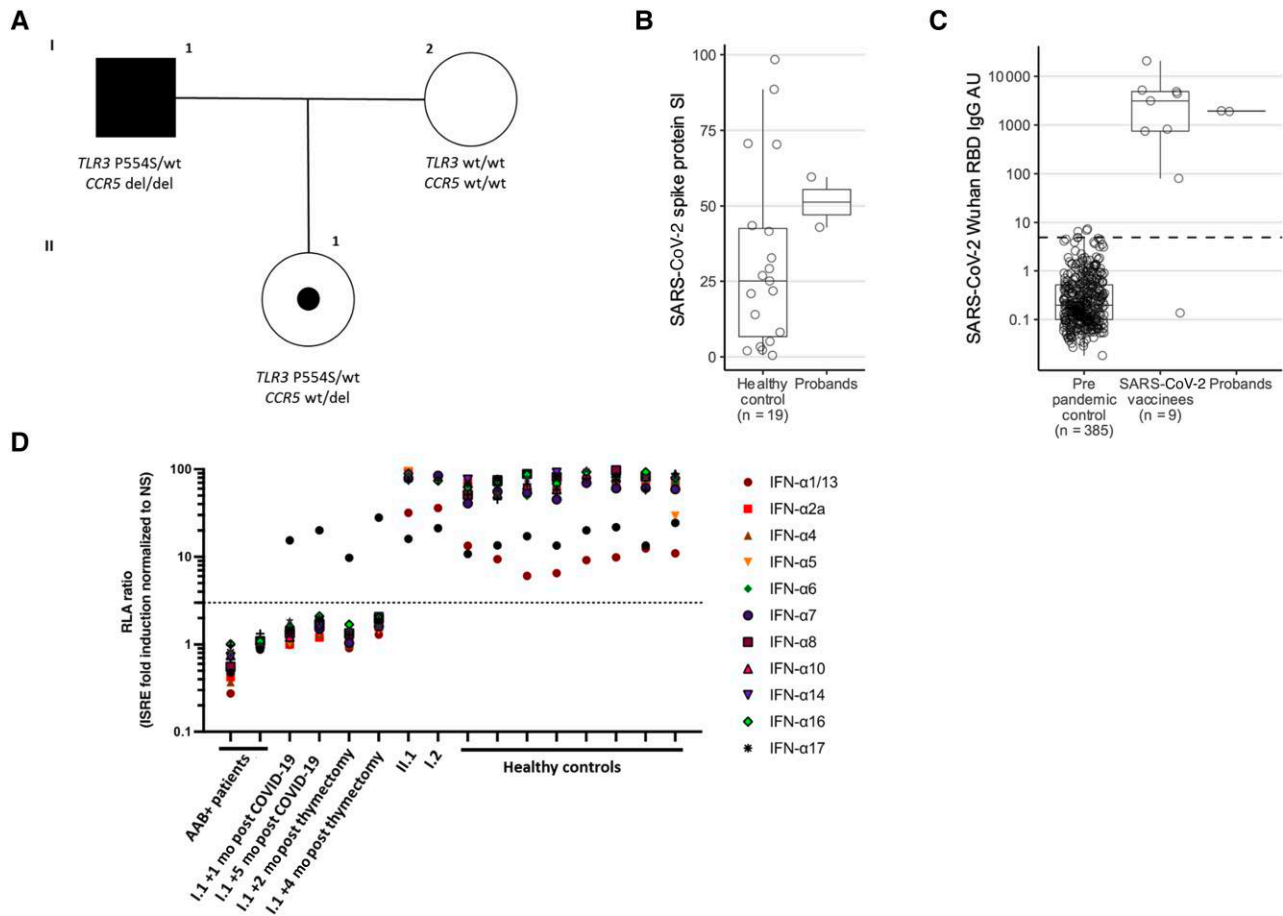 A
I
1
2
TLR3 P554S/wt
CCR5 del/del
TLR3 wt/wt
CCR5 wt/wt
II
1
TLR3 P554S/wt
CCR5 wt/del
B
SARS-CoV-2 spike protein SI
100
75
50
25
0
Healthy
control
(n = 19)
Probands
C
SARS-CoV-2 Wuhan RBD IgG AU
10 000
1000
100
10
1
0.1
Pre
pandemic
control
(n = 385)
SARS-CoV-2
vaccinees
(n = 9)
Probands
D
RLA ratio
(ISRE fold induction normalized to NS)
100
10
1
0.1
AAB+ patients
I.1 +1 mo post COVID-19
I.1 +5 mo post COVID-19
I.1 +2 mo post thymectomy
I.1 +4 mo post thymectomy
II.1
I.2
Healthy controls
IFN-α1/13
IFN-α2a
IFN-α4
IFN-α5
IFN-α6
IFN-α7
IFN-α8
IFN-α10
IFN-α14
IFN-α16
IFN-α17